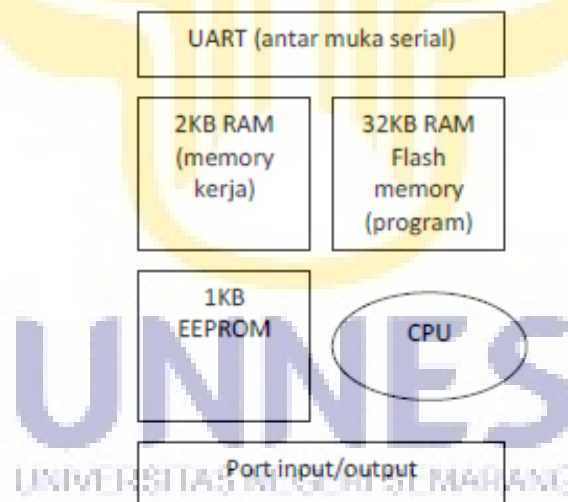 UART (antar muka serial)
2KB RAM
(memory
kerja)
32KB RAM
Flash
memory
(program)
1KB
EEPROM
CPU
UNNES
Port input/output
UNIVERSITAS NEGERI SEMARANG